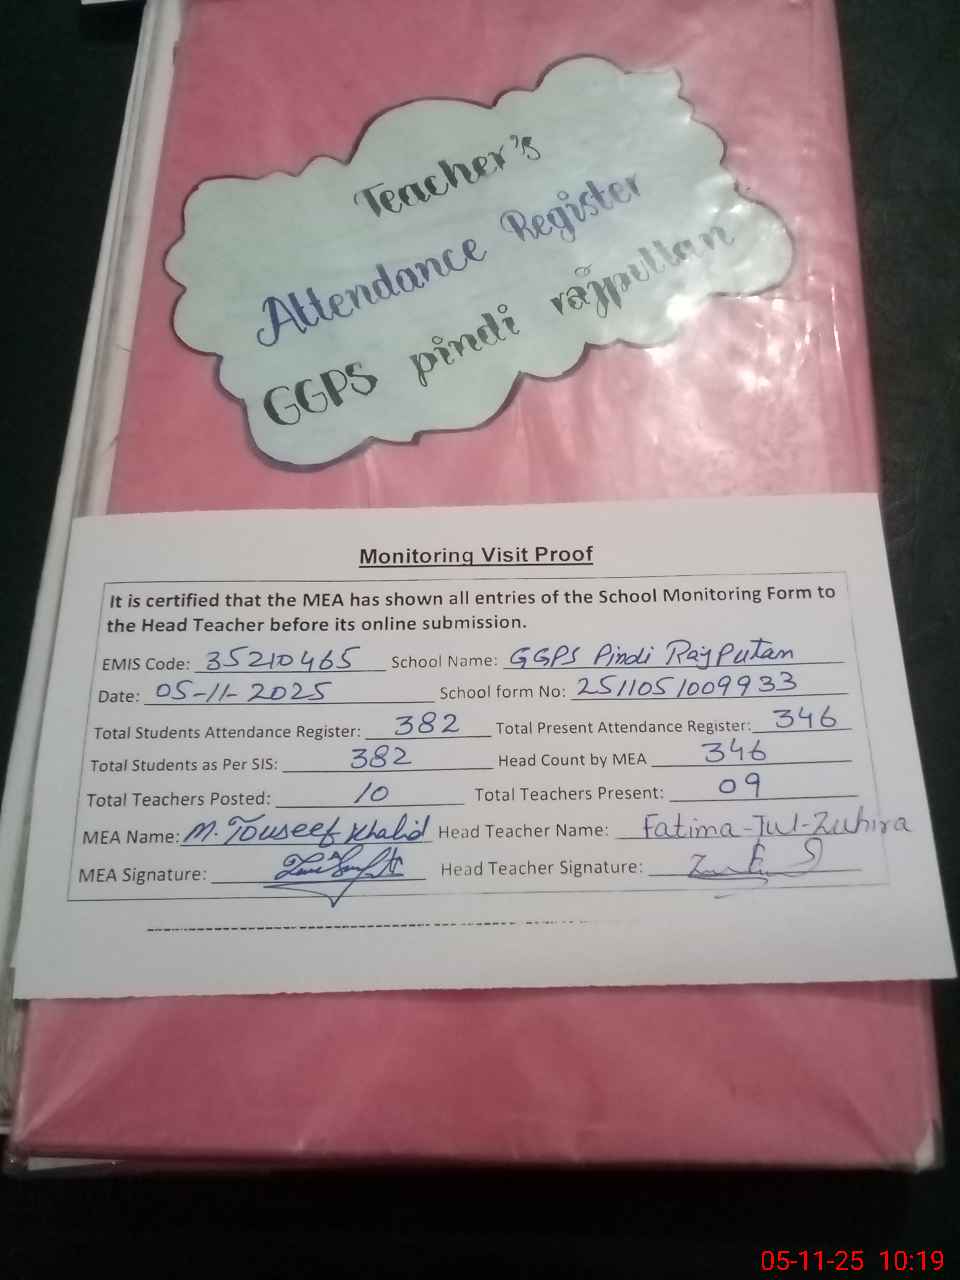 Teacher's
Attendance Register
GGPS pindi rajputtan
Monitoring Visit Proof
It is certified that the MEA has shown all entries of the School Monitoring Form to
the Head Teacher before its online submission.
EMIS Code: 35210465 School Name: GGPS Pindi Rajputan
Date: 05-11-2025 School form No: 2511051009933
Total Students Attendance Register: 382 Total Present Attendance Register: 346
Total Students as Per SIS: 382 Head Count by MEA 346
Total Teachers Posted: 10 Total Teachers Present: 09
MEA Name: M. Touseef Khalid Head Teacher Name: Fatima-Tul-Zuhira
MEA Signature: Head Teacher Signature:
05-11-25 10:19